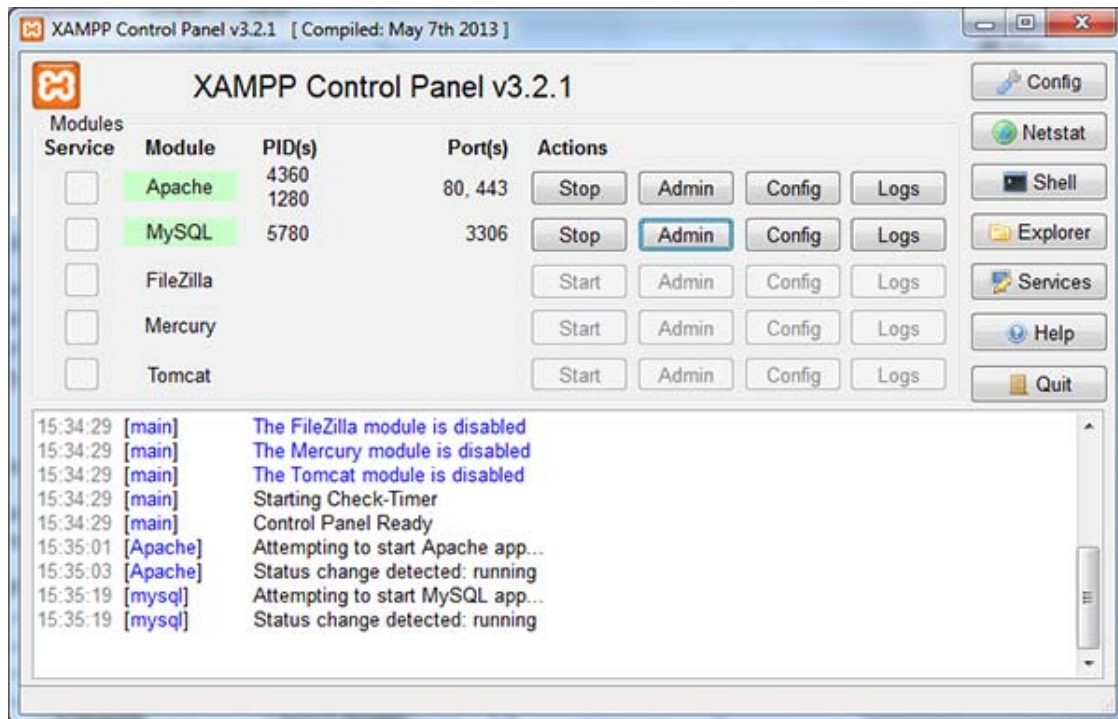 XAMPP Control Panel v3.2.1 [ Compiled: May 7th 2013 ]
XAMPP Control Panel v3.2.1
Config
Modules
Service Module PID(s) Port(s) Actions
Netstat
Apache 4360 1280 80, 443 Stop Admin Config Logs
Shell
MySQL 5780 3306 Stop Admin Config Logs
Explorer
FileZilla Start Admin Config Logs
Services
Mercury Start Admin Config Logs
Help
Tomcat Start Admin Config Logs
Quit
15:34:29 [main] The FileZilla module is disabled
15:34:29 [main] The Mercury module is disabled
15:34:29 [main] The Tomcat module is disabled
15:34:29 [main] Starting Check-Timer
15:34:29 [main] Control Panel Ready
15:35:01 [Apache] Attempting to start Apache app...
15:35:03 [Apache] Status change detected: running
15:35:19 [mysql] Attempting to start MySQL app...
15:35:19 [mysql] Status change detected: running